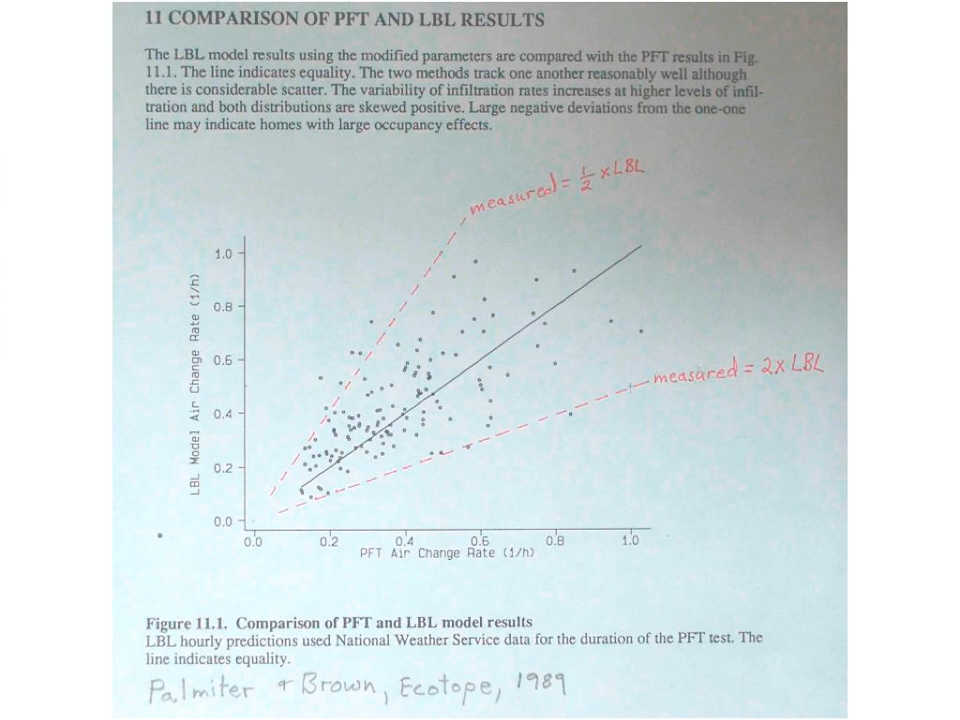 11 COMPARISON OF PFT AND LBL RESULTS
The LBL model results using the modified parameters are compared with the PFT results in Fig.
11.1. The line indicates equality. The two methods track one another reasonably well although
there is considerable scatter. The variability of infiltration rates increases at higher levels of infil-
tration and both distributions are skewed positive. Large negative deviations from the one-one
line may indicate homes with large occupancy effects.
measured = 1/2 x LBL
1.0
0.8
0.6
0.4
0.2
0.0
LBL Model Air Change Rate (1/h)
measured = 2x LBL
0.0 0.2 0.4 0.6 0.8 1.0
PFT Air Change Rate (1/h)
Figure 11.1. Comparison of PFT and LBL model results
LBL hourly predictions used National Weather Service data for the duration of the PFT test. The
line indicates equality.
Palmiter & Brown, Ecotope, 1989